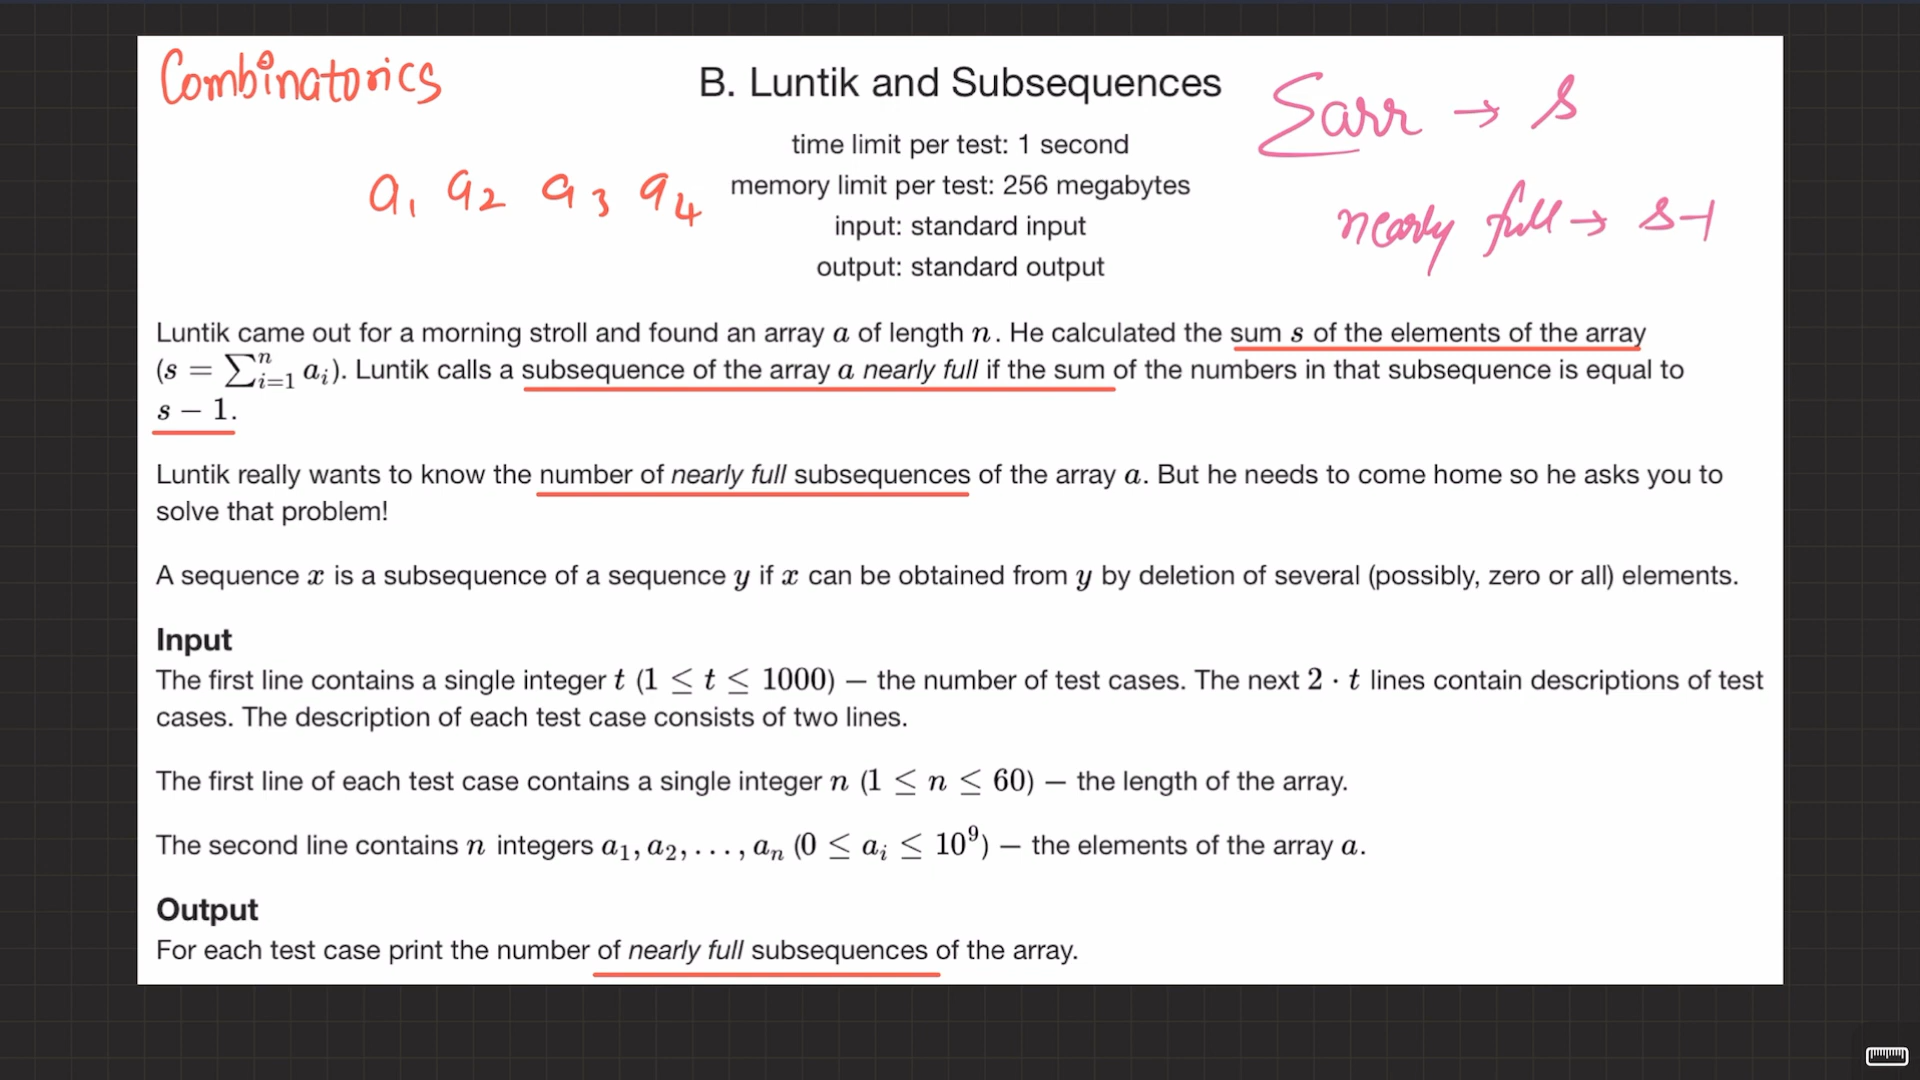 Combinatorics
B. Luntik and Subsequences
∑arr → s
time limit per test: 1 second
a₁ a₂ a₃ a₄
memory limit per test: 256 megabytes
nearly full → s-1
input: standard input
output: standard output
Luntik came out for a morning stroll and found an array a of length n. He calculated the sum s of the elements of the array
(s = ∑ⁿᵢ₌₁ aᵢ). Luntik calls a subsequence of the array a nearly full if the sum of the numbers in that subsequence is equal to
s − 1.
Luntik really wants to know the number of nearly full subsequences of the array a. But he needs to come home so he asks you to
solve that problem!
A sequence x is a subsequence of a sequence y if x can be obtained from y by deletion of several (possibly, zero or all) elements.
Input
The first line contains a single integer t (1 ≤ t ≤ 1000) — the number of test cases. The next 2 · t lines contain descriptions of test
cases. The description of each test case consists of two lines.
The first line of each test case contains a single integer n (1 ≤ n ≤ 60) — the length of the array.
The second line contains n integers a₁, a₂, . . . , aₙ (0 ≤ aᵢ ≤ 10⁹) — the elements of the array a.
Output
For each test case print the number of nearly full subsequences of the array.